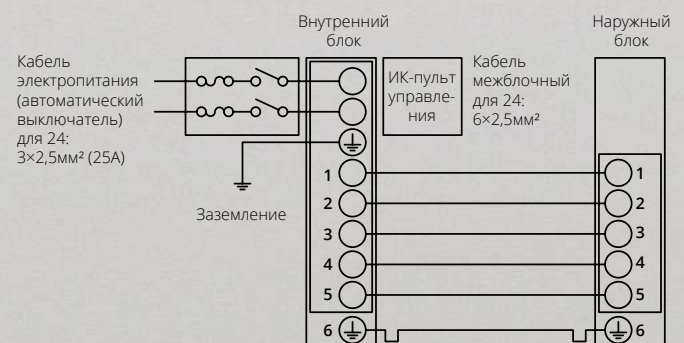 Внутренний
блок
Наружный
блок
Кабель
электропитания
(автоматический
выключатель)
для 24:
3×2,5мм² (25А)
ИК-пульт
управле-
ния
Кабель
межблочный
для 24:
6×2,5мм²
Заземление
1
2
3
4
5
6
1
2
3
4
5
6